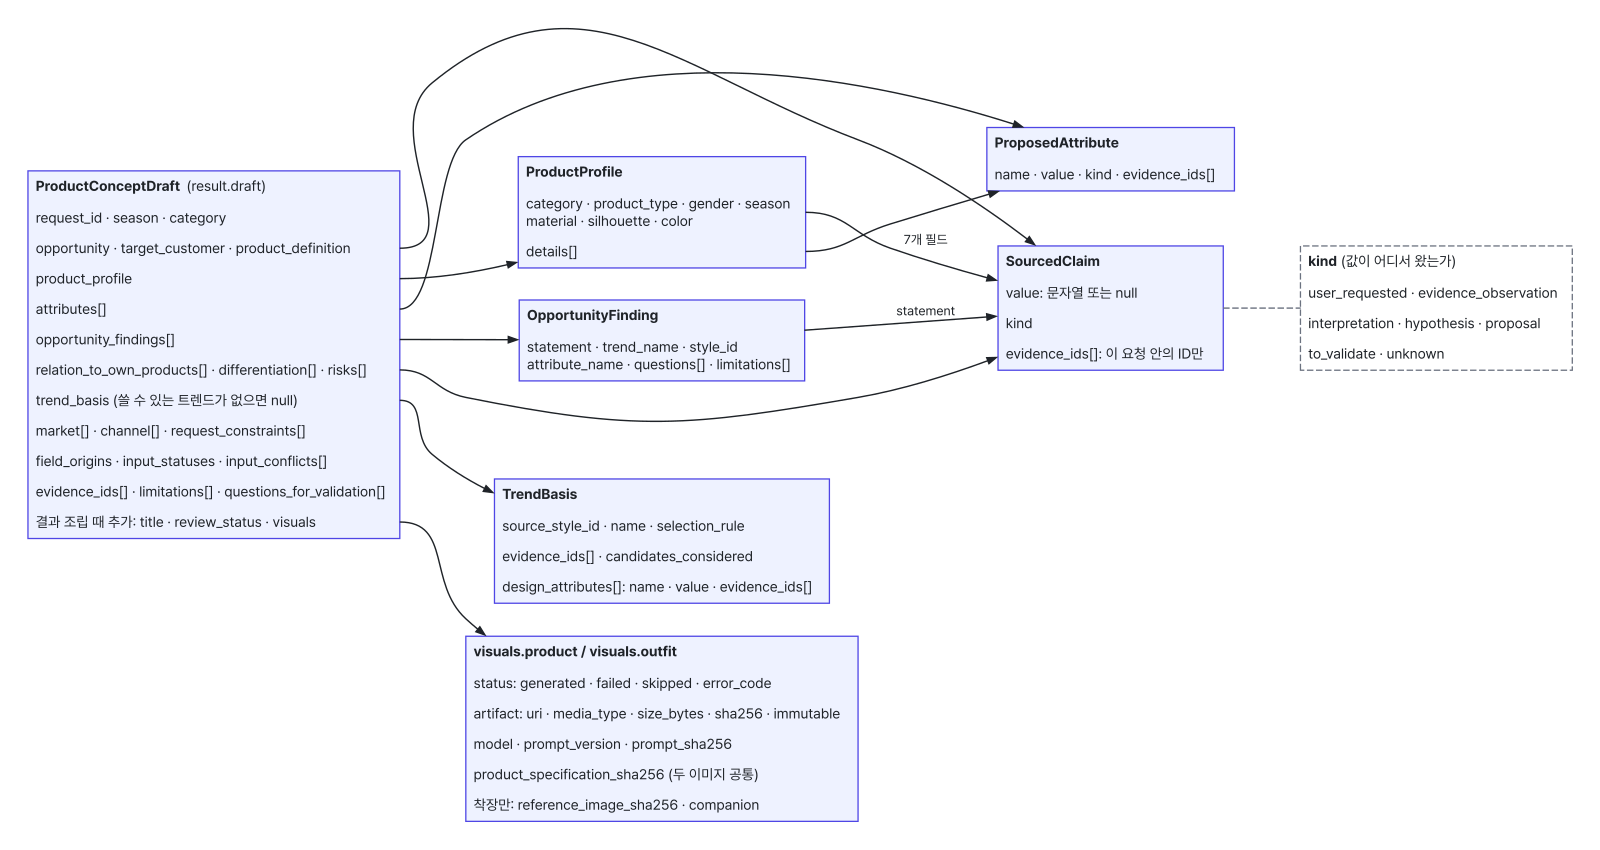 ProductConceptDraft (result.draft)
request_id · season · category
opportunity · target_customer · product_definition
product_profile
attributes[]
opportunity_findings[]
relation_to_own_products[] · differentiation[] · risks[]
trend_basis (쓸 수 있는 트렌드가 없으면 null)
market[] · channel[] · request_constraints[]
field_origins · input_statuses · input_conflicts[]
evidence_ids[] · limitations[] · questions_for_validation[]
결과 조립 때 추가: title · review_status · visuals
ProductProfile
category · product_type · gender · season
material · silhouette · color
details[]
OpportunityFinding
statement · trend_name · style_id
attribute_name · questions[] · limitations[]
TrendBasis
source_style_id · name · selection_rule
evidence_ids[] · candidates_considered
design_attributes[]: name · value · evidence_ids[]
visuals.product / visuals.outfit
status: generated · failed · skipped · error_code
artifact: uri · media_type · size_bytes · sha256 · immutable
model · prompt_version · prompt_sha256
product_specification_sha256 (두 이미지 공통)
착장만: reference_image_sha256 · companion
7개 필드
statement
ProposedAttribute
name · value · kind · evidence_ids[]
SourcedClaim
value: 문자열 또는 null
kind
evidence_ids[]: 이 요청 안의 ID만
kind (값이 어디서 왔는가)
user_requested · evidence_observation
interpretation · hypothesis · proposal
to_validate · unknown